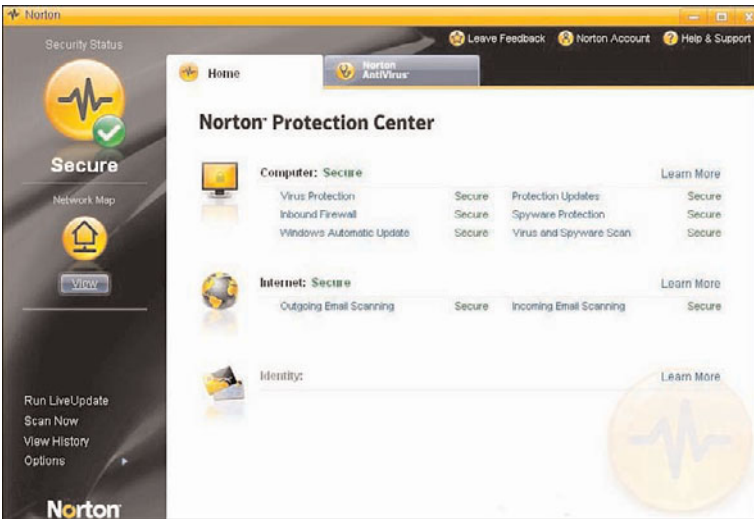 Norton
Security Status
Leave Feedback Norton Account Help & Support
Home
Norton AntiVirus
Norton Protection Center
Secure
Computer: Secure Learn More
Virus Protection Secure Protection Updates Secure
Inbound Firewall Secure Spyware Protection Secure
Windows Automatic Update Secure Virus and Spyware Scan Secure
Network Map
View
Internet: Secure Learn More
Outgoing Email Scanning Secure Incoming Email Scanning Secure
Identity: Learn More
Run LiveUpdate
Scan Now
View History
Options
Norton